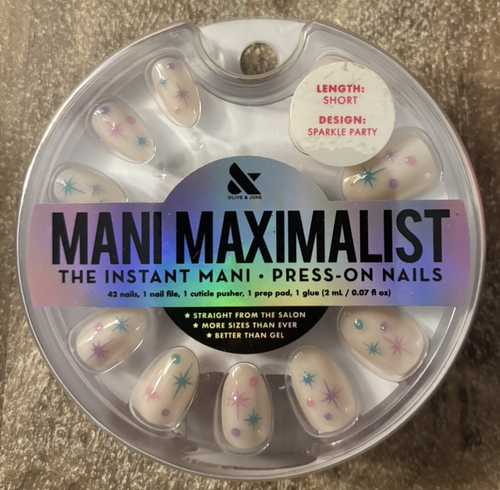 LENGTH:
SHORT
DESIGN:
SPARKLE PARTY
&
OLIVE & JUNE
MANI MAXIMALIST
THE INSTANT MANI • PRESS-ON NAILS
42 nails, 1 nail file, 1 cuticle pusher, 1 prep pad, 1 glue (2 mL / 0.07 fl oz)
★ STRAIGHT FROM THE SALON
★ MORE SIZES THAN EVER
★ BETTER THAN GEL